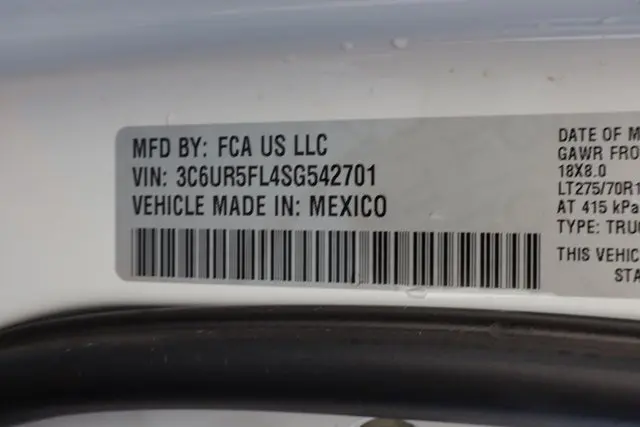 MFD BY: FCA US LLC
VIN: 3C6UR5FL4SG542701
VEHICLE MADE IN: MEXICO
DATE OF M
GAWR FRO
18X8.0
LT275/70R1
AT 415 kPa
TYPE: TRUC
THIS VEHIC
STA